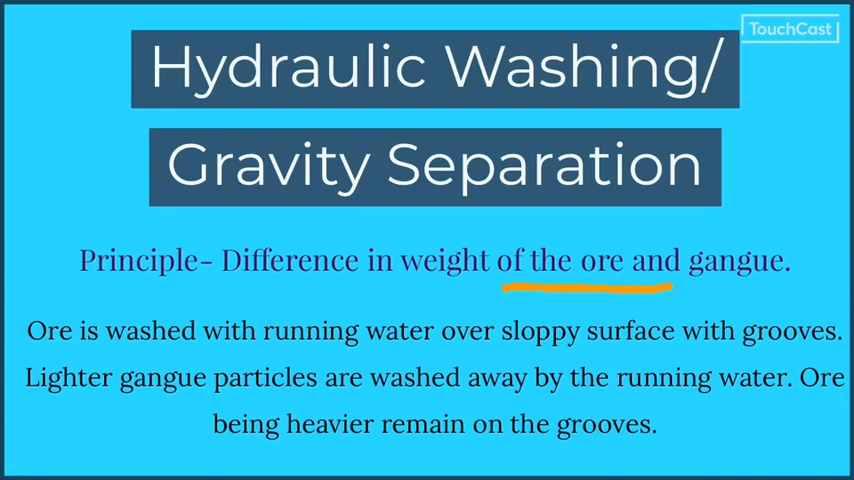 TouchCast
Hydraulic Washing/
Gravity Separation
Principle- Difference in weight of the ore and gangue.
Ore is washed with running water over sloppy surface with grooves.
Lighter gangue particles are washed away by the running water. Ore
being heavier remain on the grooves.